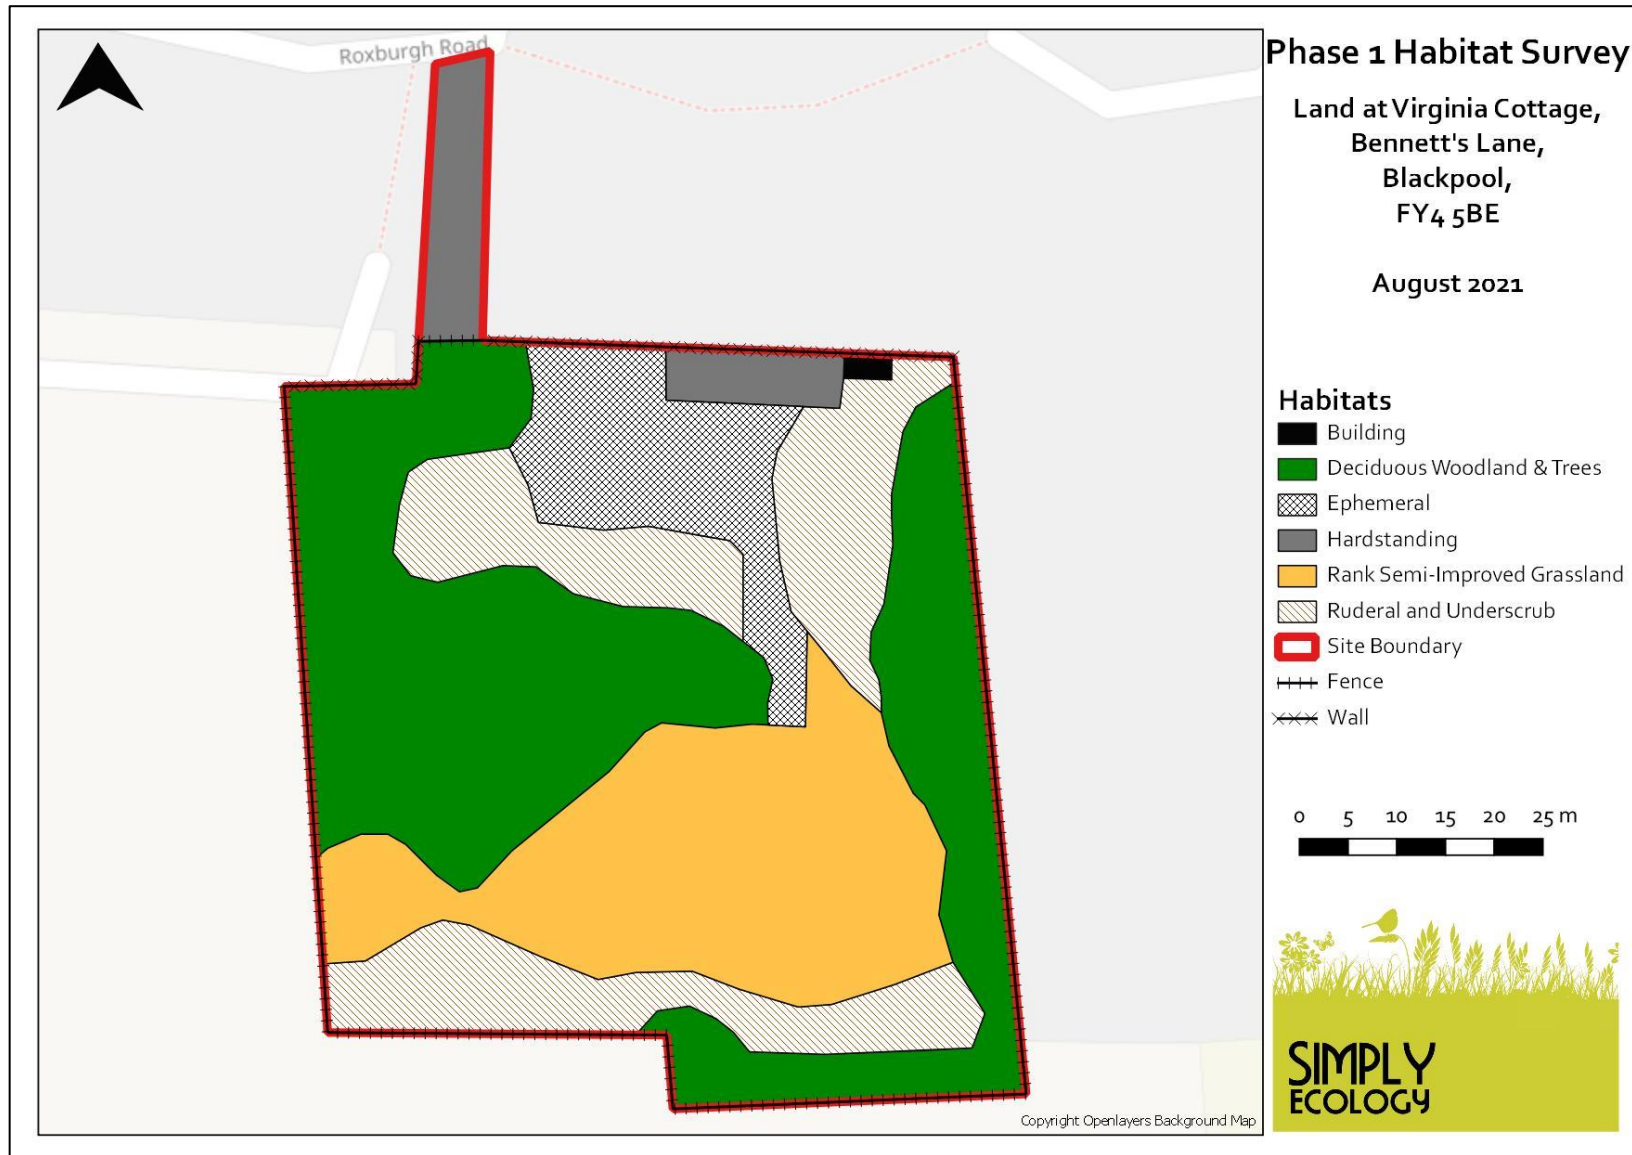 Roxburgh Road
Phase 1 Habitat Survey
Land at Virginia Cottage,
Bennett's Lane,
Blackpool,
FY4 5BE
August 2021
Habitats
Building
Deciduous Woodland & Trees
Ephemeral
Hardstanding
Rank Semi-Improved Grassland
Ruderal and Underscrub
Site Boundary
Fence
Wall
0 5 10 15 20 25 m
SIMPLY
ECOLOGY
Copyright Openlayers Background Map